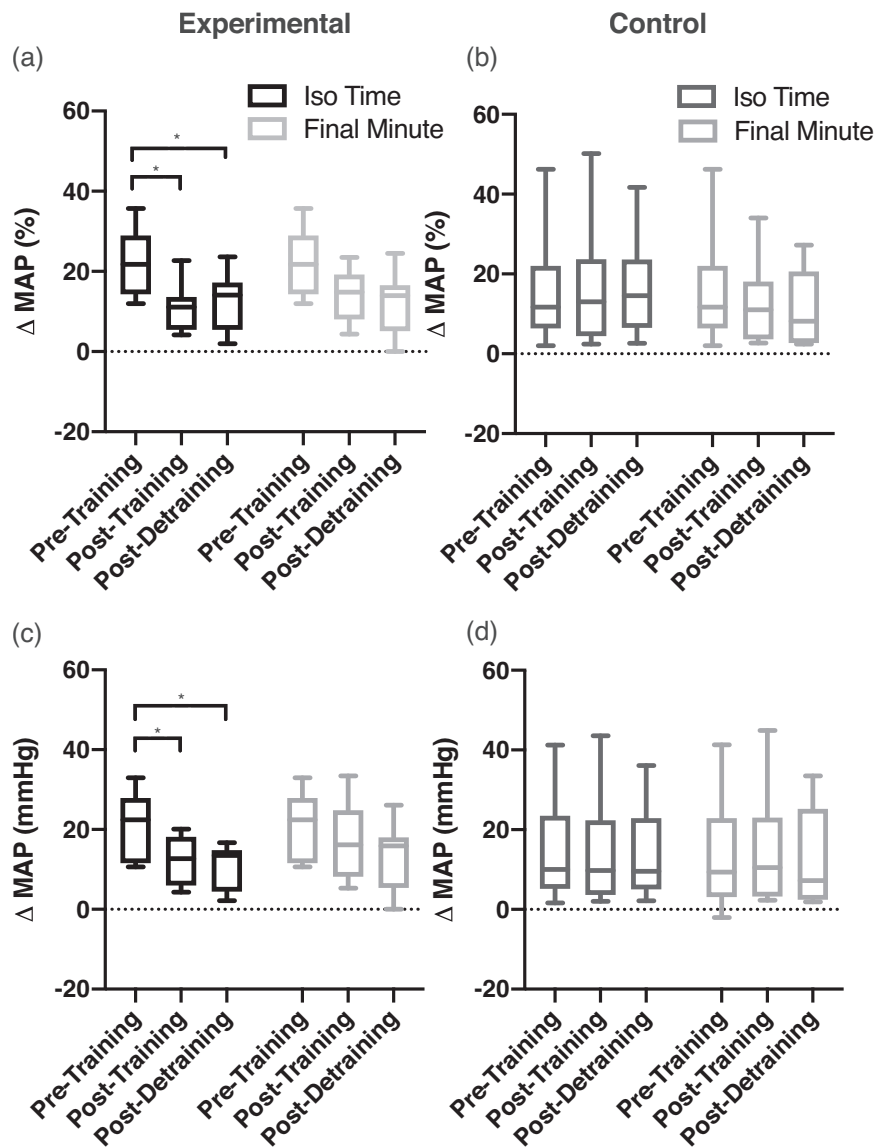 Experimental
Control
(a)
Iso Time
Final Minute
Δ MAP (%)
60
40
20
0
-20
*
*
Pre-Training
Post-Training
Post-Detraining
Pre-Training
Post-Training
Post-Detraining
(b)
Iso Time
Final Minute
Δ MAP (%)
60
40
20
0
-20
Pre-Training
Post-Training
Post-Detraining
Pre-Training
Post-Training
Post-Detraining
(c)
Δ MAP (mmHg)
60
40
20
0
-20
*
*
Pre-Training
Post-Training
Post-Detraining
Pre-Training
Post-Training
Post-Detraining
(d)
Δ MAP (mmHg)
60
40
20
0
-20
Pre-Training
Post-Training
Post-Detraining
Pre-Training
Post-Training
Post-Detraining